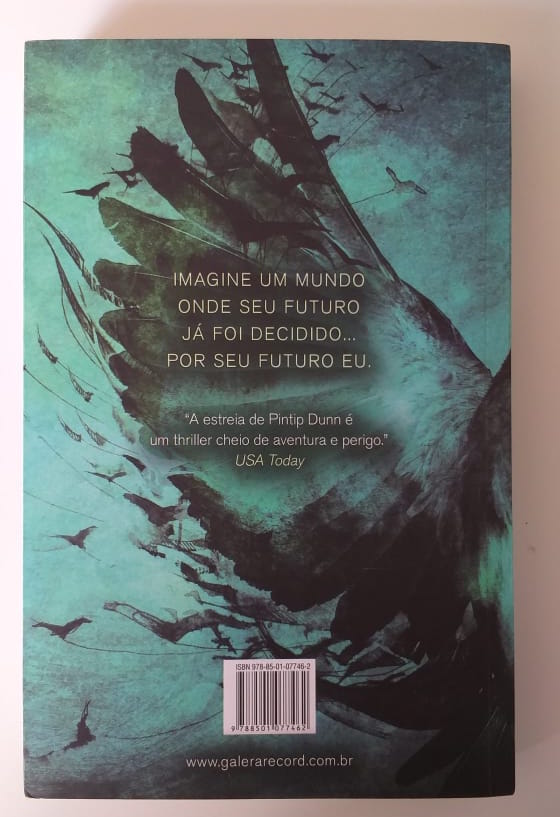 IMAGINE UM MUNDO
ONDE SEU FUTURO
JÁ FOI DECIDIDO...
POR SEU FUTURO EU.
“A estreia de Pintip Dunn é
um thriller cheio de aventura e perigo.”
USA Today
ISBN 978-85-01-07746-2
9 788501 077462
www.galerarecord.com.br